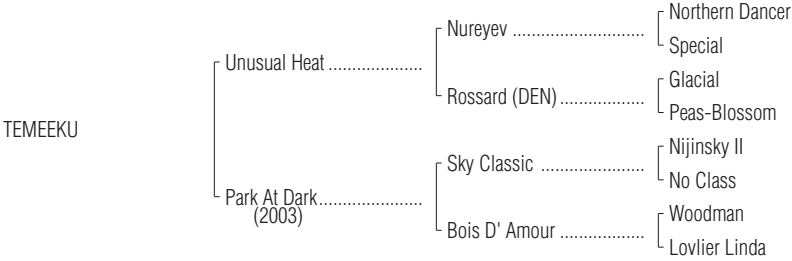 Northern Dancer
Nureyev ............................
Special
Unusual Heat ....................
Glacial
Rossard (DEN) ..................
Peas-Blossom
TEMEEKU
Nijinsky II
Sky Classic ......................
No Class
Park At Dark......................
(2003)
Woodman
Bois D' Amour ..................
Lovlier Linda